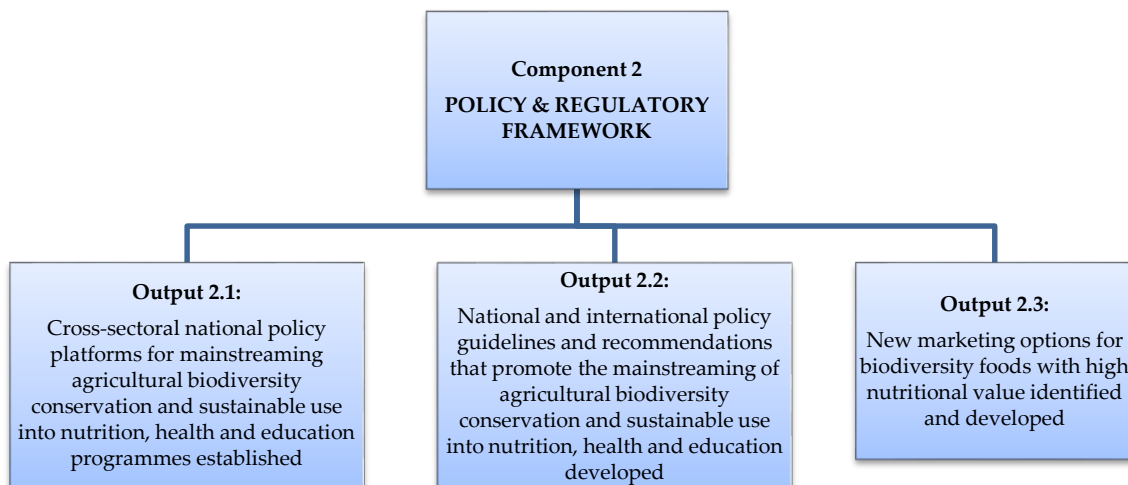 Component 2
POLICY & REGULATORY
FRAMEWORK
Output 2.1:
Cross-sectoral national policy
platforms for mainstreaming
agricultural biodiversity
conservation and sustainable use
into nutrition, health and education
programmes established
Output 2.2:
National and international policy
guidelines and recommendations
that promote the mainstreaming of
agricultural biodiversity
conservation and sustainable use
into nutrition, health and education
developed
Output 2.3:
New marketing options for
biodiversity foods with high
nutritional value identified
and developed